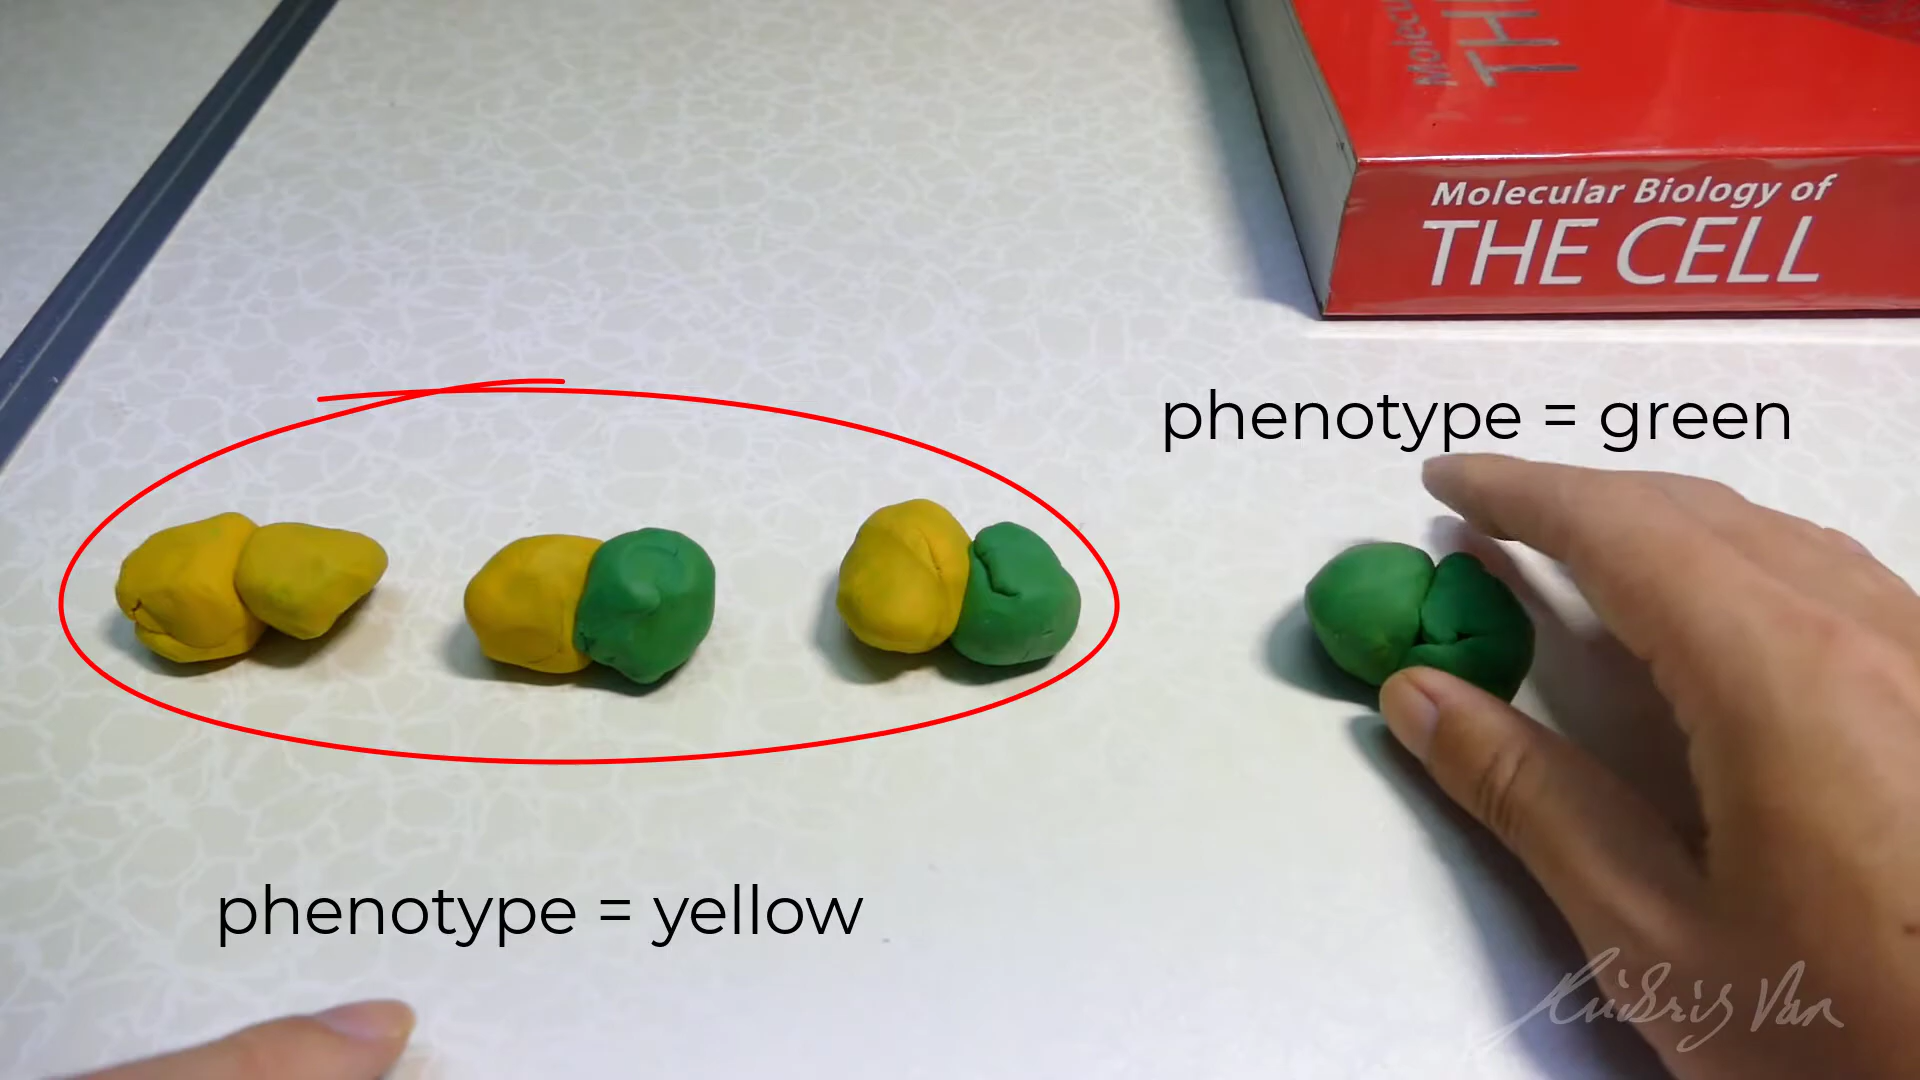 Molecular Biology of
THE CELL
phenotype = green
phenotype = yellow